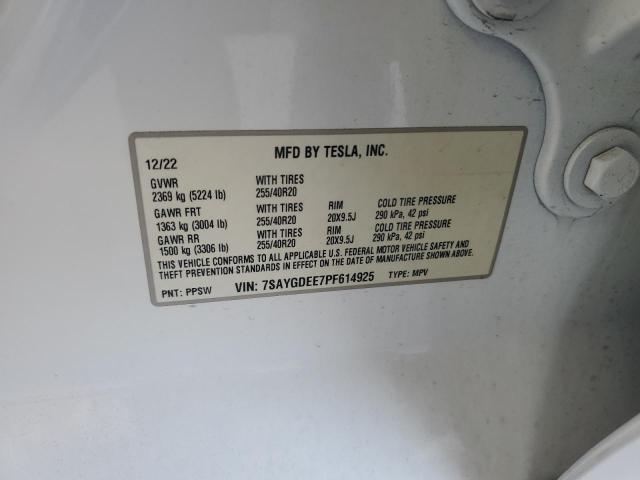 MFD BY TESLA, INC.
12/22
GVWR WITH TIRES
2369 kg (5224 lb) 255/40R20
GAWR FRT WITH TIRES RIM COLD TIRE PRESSURE
1363 kg (3004 lb) 255/40R20 20X9.5J 290 kPa, 42 psi
GAWR RR WITH TIRES RIM COLD TIRE PRESSURE
1500 kg (3306 lb) 255/40R20 20X9.5J 290 kPa, 42 psi
THIS VEHICLE CONFORMS TO ALL APPLICABLE U.S. FEDERAL MOTOR VEHICLE SAFETY AND
THEFT PREVENTION STANDARDS IN EFFECT ON THE DATE OF MANUFACTURE SHOWN ABOVE.
PNT: PPSW VIN: 7SAYGDEE7PF614925 TYPE: MPV